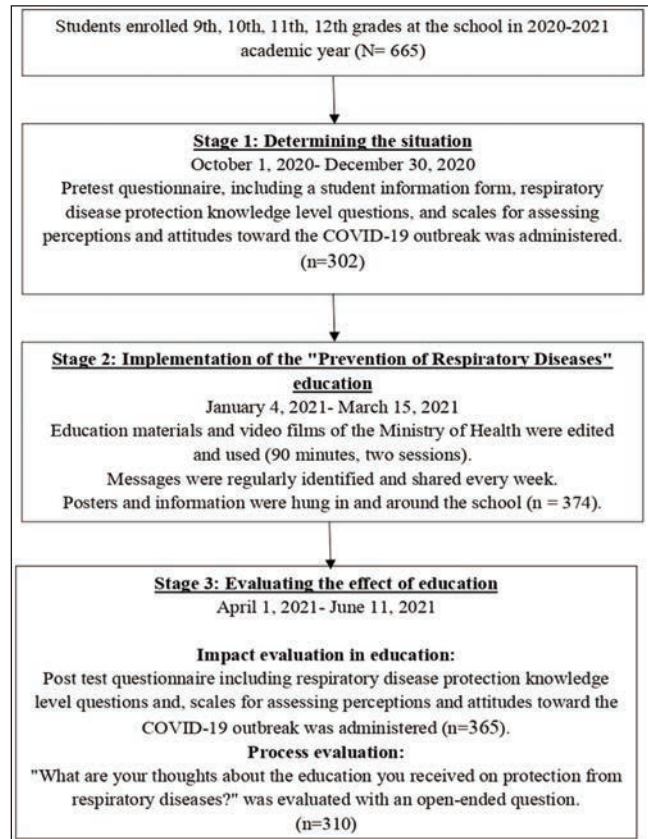 Students enrolled 9th, 10th, 11th, 12th grades at the school in 2020-2021
academic year (N= 665)
Stage 1: Determining the situation
October 1, 2020- December 30, 2020
Pretest questionnaire, including a student information form, respiratory
disease protection knowledge level questions, and scales for assessing
perceptions and attitudes toward the COVID-19 outbreak was administered.
(n=302)
Stage 2: Implementation of the "Prevention of Respiratory Diseases"
education
January 4, 2021- March 15, 2021
Education materials and video films of the Ministry of Health were edited
and used (90 minutes, two sessions).
Messages were regularly identified and shared every week.
Posters and information were hung in and around the school (n = 374).
Stage 3: Evaluating the effect of education
April 1, 2021- June 11, 2021
Impact evaluation in education:
Post test questionnaire including respiratory disease protection knowledge
level questions and, scales for assessing perceptions and attitudes toward the
COVID-19 outbreak was administered (n=365).
Process evaluation:
"What are your thoughts about the education you received on protection from
respiratory diseases?" was evaluated with an open-ended question.
(n=310)